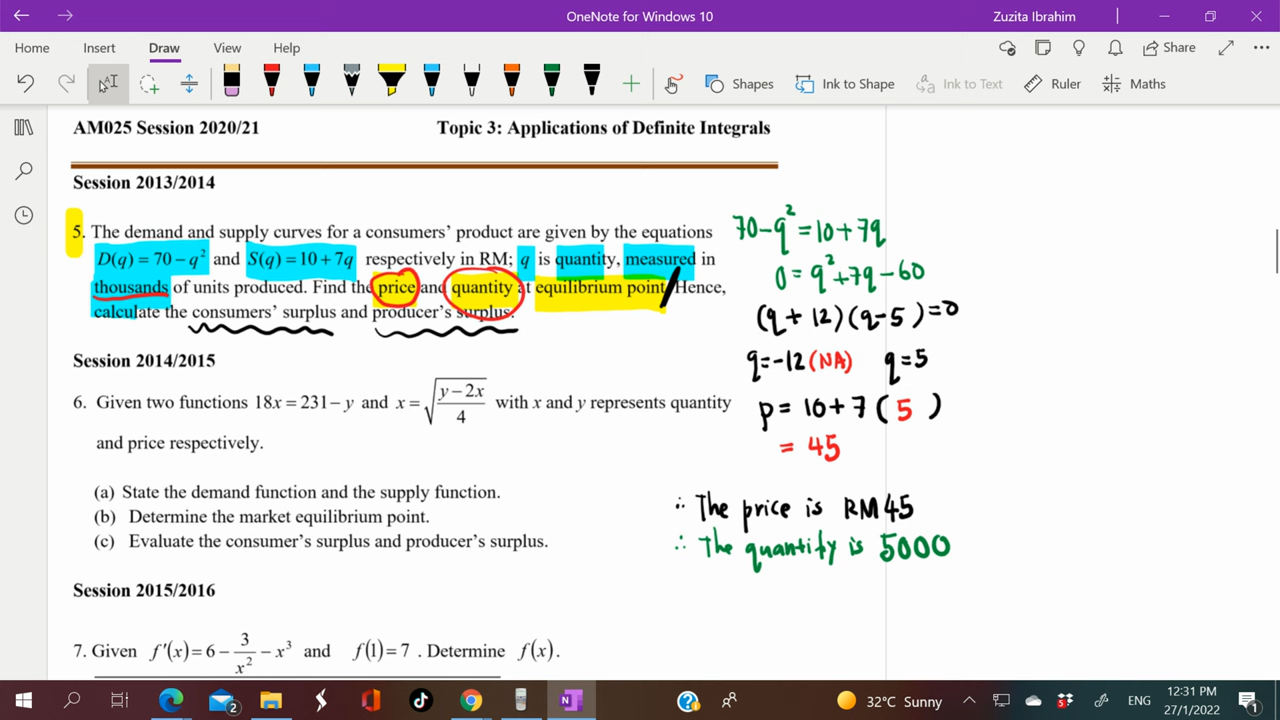 OneNote for Windows 10
Zuzita Ibrahim
Home Insert Draw View Help
Share
Shapes Ink to Shape Ink to Text Ruler Maths
AM025 Session 2020/21 Topic 3: Applications of Definite Integrals
Session 2013/2014
5. The demand and supply curves for a consumers' product are given by the equations
D(q) = 70 − q² and S(q) = 10 + 7q respectively in RM; q is quantity, measured in
thousands of units produced. Find the price and quantity at equilibrium point. Hence,
calculate the consumers' surplus and producer's surplus.
70 − q² = 10 + 7q
0 = q² + 7q − 60
(q + 12)(q − 5) = 0
q = −12 (NA) q = 5
p = 10 + 7 ( 5 )
= 45
∴ The price is RM45
∴ The quantity is 5000
Session 2014/2015
6. Given two functions 18x = 231 − y and x = √((y − 2x)/4) with x and y represents quantity
and price respectively.
(a) State the demand function and the supply function.
(b) Determine the market equilibrium point.
(c) Evaluate the consumer's surplus and producer's surplus.
Session 2015/2016
7. Given f′(x) = 6 − 3/x² − x³ and f(1) = 7 . Determine f(x).
2
5
32°C Sunny
ENG
12:31 PM
27/1/2022
1